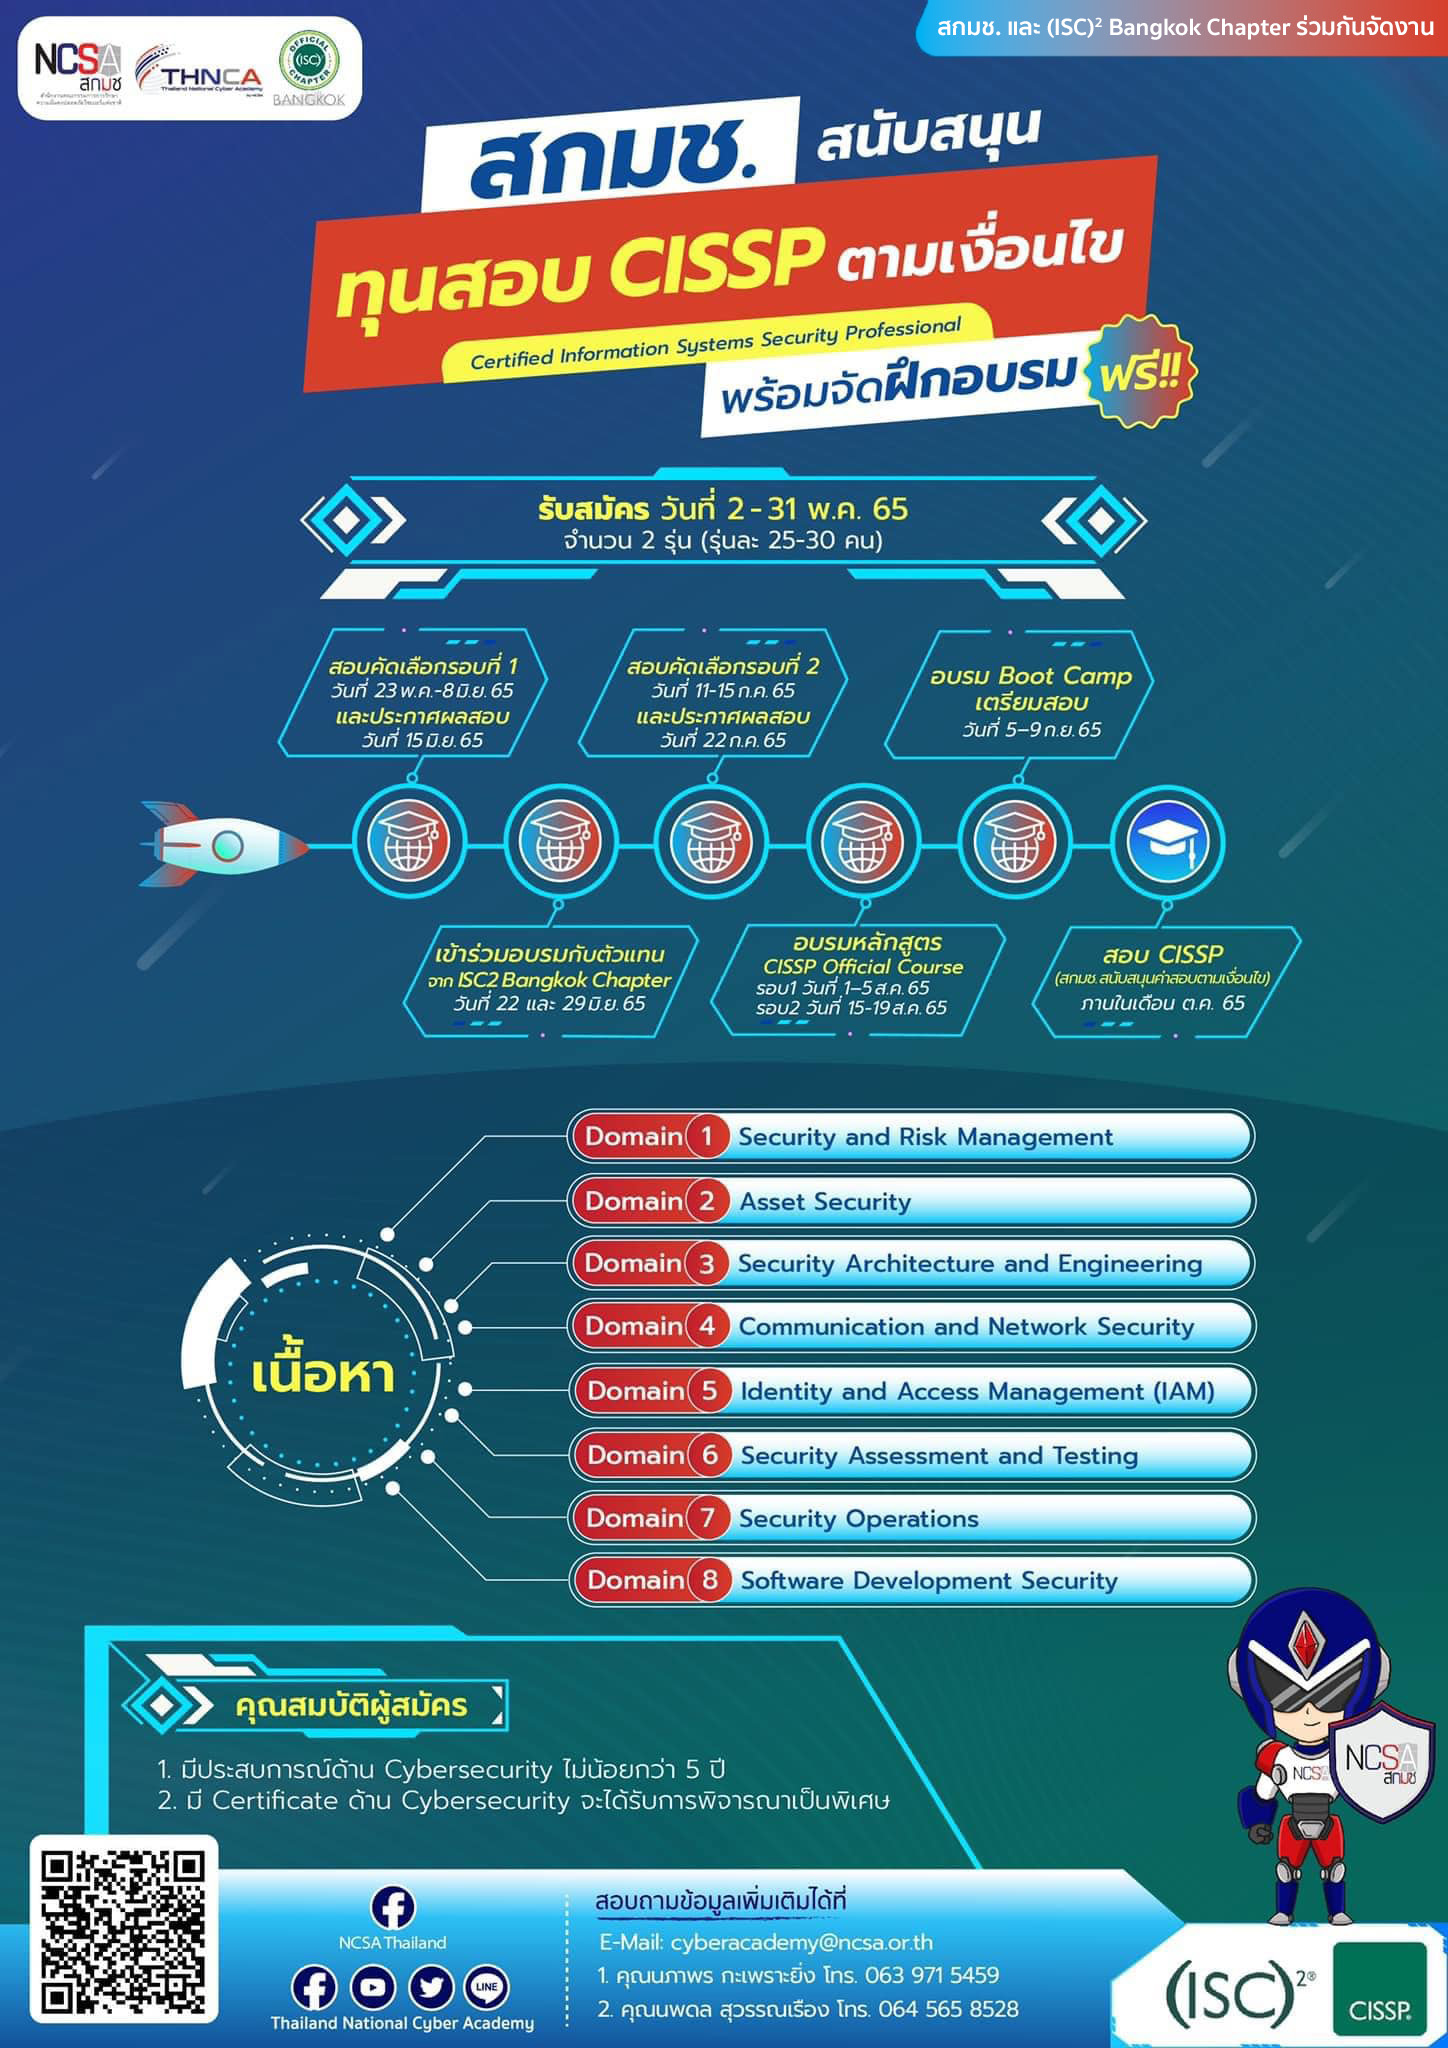 สกมช. และ (ISC)² Bangkok Chapter ร่วมกันจัดงาน
NCSA
สกมช
THNCA
Thailand National Cyber Academy
OFFICIAL
(ISC)²
CHAPTER
BANGKOK
สกมช. สนับสนุน
ทุนสอบ CISSP ตามเงื่อนไข
Certified Information Systems Security Professional
พร้อมจัดฝึกอบรม ฟรี!!
รับสมัคร วันที่ 2 - 31 พ.ค. 65
จำนวน 2 รุ่น (รุ่นละ 25-30 คน)
สอบคัดเลือกรอบที่ 1
วันที่ 23 พ.ค.-8 มิ.ย. 65
และประกาศผลสอบ
วันที่ 15 มิ.ย. 65
สอบคัดเลือกรอบที่ 2
วันที่ 11-15 ก.ค. 65
และประกาศผลสอบ
วันที่ 22 ก.ค. 65
อบรม Boot Camp
เตรียมสอบ
วันที่ 5–9 ก.ย. 65
เข้าร่วมอบรมกับตัวแทน
จาก ISC2 Bangkok Chapter
วันที่ 22 และ 29 มิ.ย. 65
อบรมหลักสูตร
CISSP Official Course
รอบ1 วันที่ 1–5 ส.ค. 65
รอบ2 วันที่ 15-19 ส.ค. 65
สอบ CISSP
(สกมช. สนับสนุนค่าสอบตามเงื่อนไข)
ภายในเดือน ต.ค. 65
เนื้อหา
Domain 1 Security and Risk Management
Domain 2 Asset Security
Domain 3 Security Architecture and Engineering
Domain 4 Communication and Network Security
Domain 5 Identity and Access Management (IAM)
Domain 6 Security Assessment and Testing
Domain 7 Security Operations
Domain 8 Software Development Security
คุณสมบัติผู้สมัคร
1. มีประสบการณ์ด้าน Cybersecurity ไม่น้อยกว่า 5 ปี
2. มี Certificate ด้าน Cybersecurity จะได้รับการพิจารณาเป็นพิเศษ
NCSA
NCSA
สกมช
NCSA Thailand
LINE
Thailand National Cyber Academy
สอบถามข้อมูลเพิ่มเติมได้ที่
E-Mail: cyberacademy@ncsa.or.th
1. คุณนภาพร กะเพราะยิ่ง โทร. 063 971 5459
2. คุณนพดล สุวรรณเรือง โทร. 064 565 8528
(ISC)²®
CISSP®